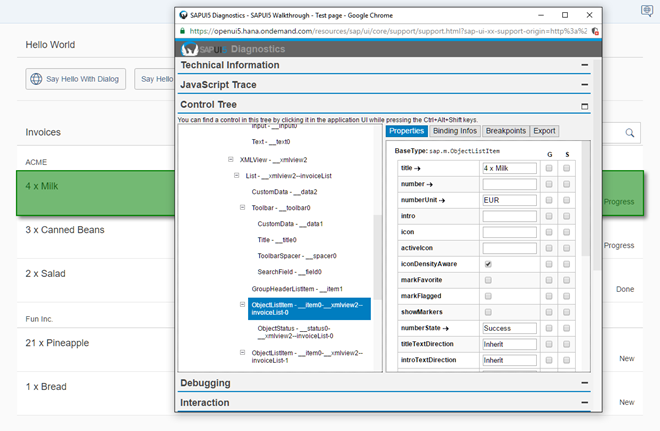 SAPUI5 Diagnostics - SAPUI5 Walkthrough - Test page - Google Chrome
https://openui5.hana.ondemand.com/resources/sap/ui/core/support/support.html?sap-ui-xx-support-origin=http%3a%2
SAPUI5 Diagnostics
Technical Information
JavaScript Trace
Control Tree
You can find a control in this tree by clicking it in the application UI while pressing the Ctrl+Alt+Shift keys.
Input - __input0
Text - __text0
XMLView - __xmlview2
List - __xmlview2--invoiceList
CustomData - __data2
Toolbar - __toolbar0
CustomData - __data1
Title - __title0
ToolbarSpacer - __spacer0
SearchField - __field0
GroupHeaderListItem - __item1
ObjectListItem - __item0-__xmlview2--
invoiceList-0
ObjectStatus - __status0-
__xmlview2--invoiceList-0
ObjectListItem - __item0-__xmlview2--
invoiceList-1
Properties Binding Infos Breakpoints Export
BaseType: sap.m.ObjectListItem G S
title → 4 x Milk
number →
numberUnit → EUR
intro
icon
activeIcon
iconDensityAware
markFavorite
markFlagged
showMarkers
numberState → Success
titleTextDirection Inherit
introTextDirection Inherit
Debugging
Interaction
Hello World
Say Hello With Dialog Say Hello
Invoices
ACME
4 x Milk
Progress
3 x Canned Beans
Progress
2 x Salad
Done
Fun Inc.
21 x Pineapple
New
1 x Bread
New